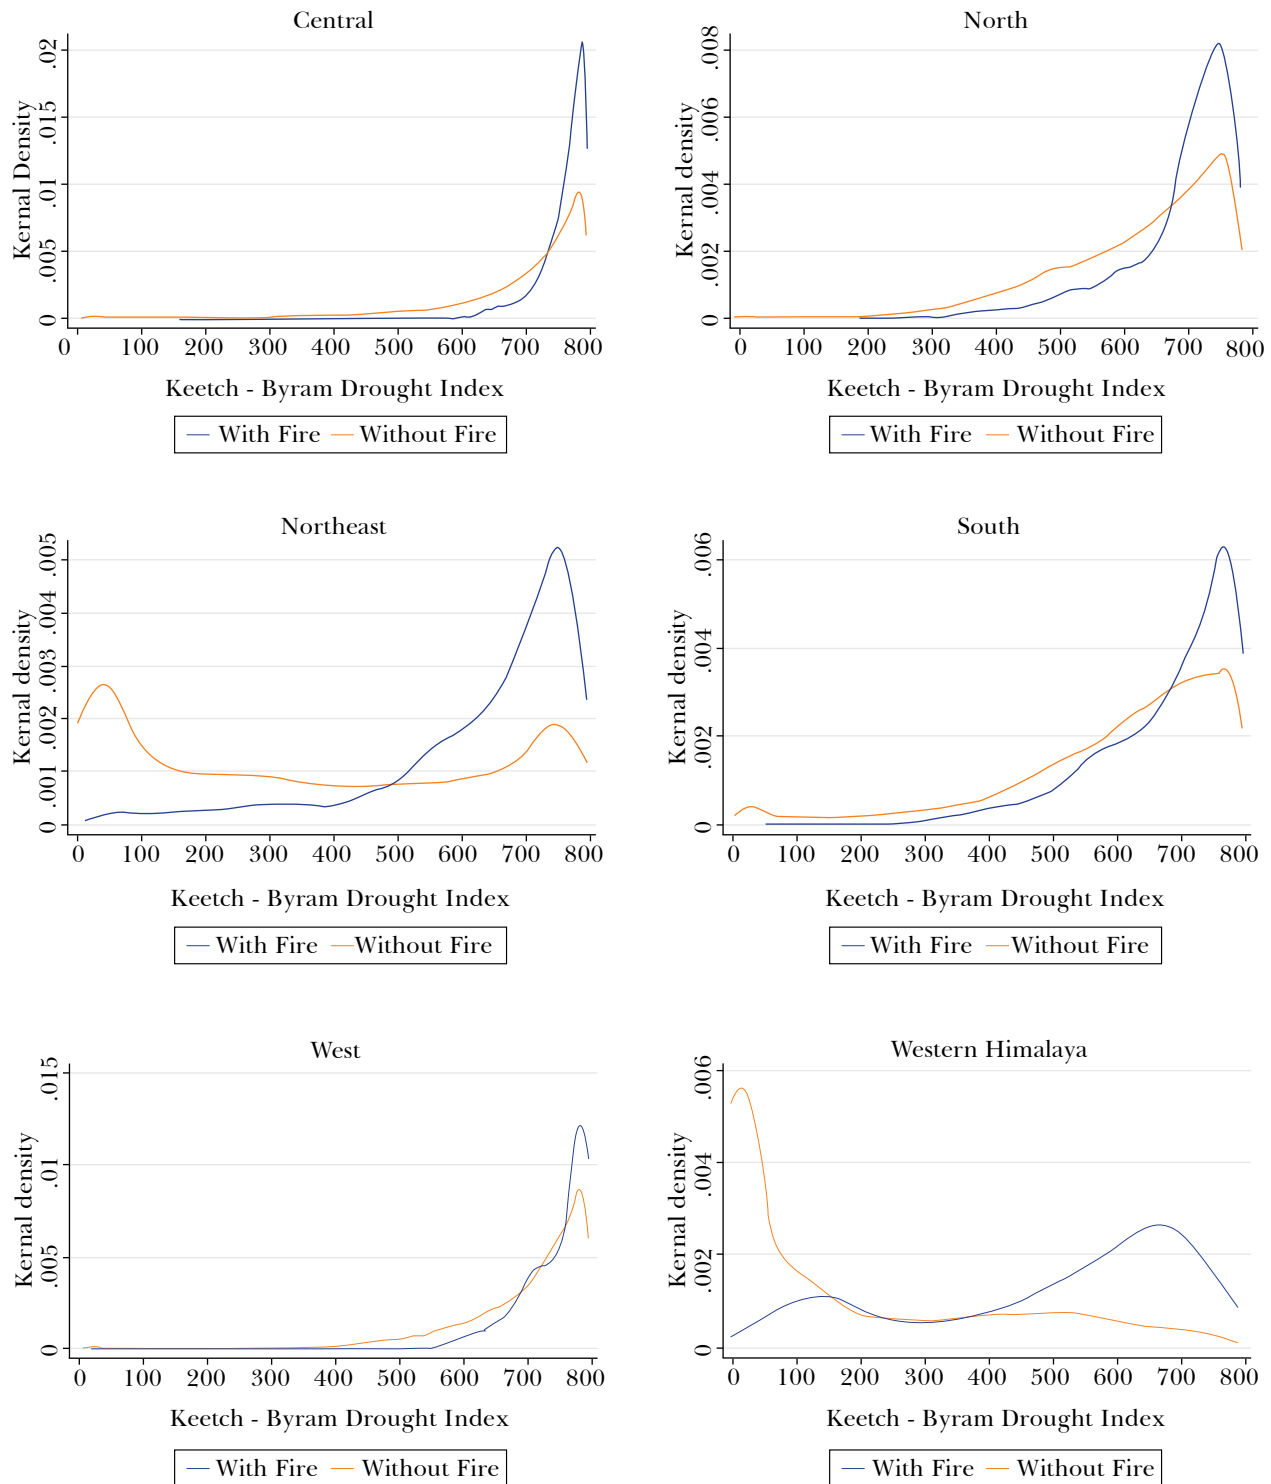 Central
Kernal Density
0 .005 .01 .015 .02
0 100 200 300 400 500 600 700 800
Keetch - Byram Drought Index
With Fire Without Fire
North
Kernal density
0 .002 .004 .006 .008
0 100 200 300 400 500 600 700 800
Keetch - Byram Drought Index
With Fire Without Fire
Northeast
Kernal density
0 .001 .002 .003 .004 .005
0 100 200 300 400 500 600 700 800
Keetch - Byram Drought Index
With Fire Without Fire
South
Kernal density
0 .002 .004 .006
0 100 200 300 400 500 600 700 800
Keetch - Byram Drought Index
With Fire Without Fire
West
Kernal density
0 .005 .01 .015
0 100 200 300 400 500 600 700 800
Keetch - Byram Drought Index
With Fire Without Fire
Western Himalaya
Kernal density
0 .002 .004 .006
0 100 200 300 400 500 600 700 800
Keetch - Byram Drought Index
With Fire Without Fire